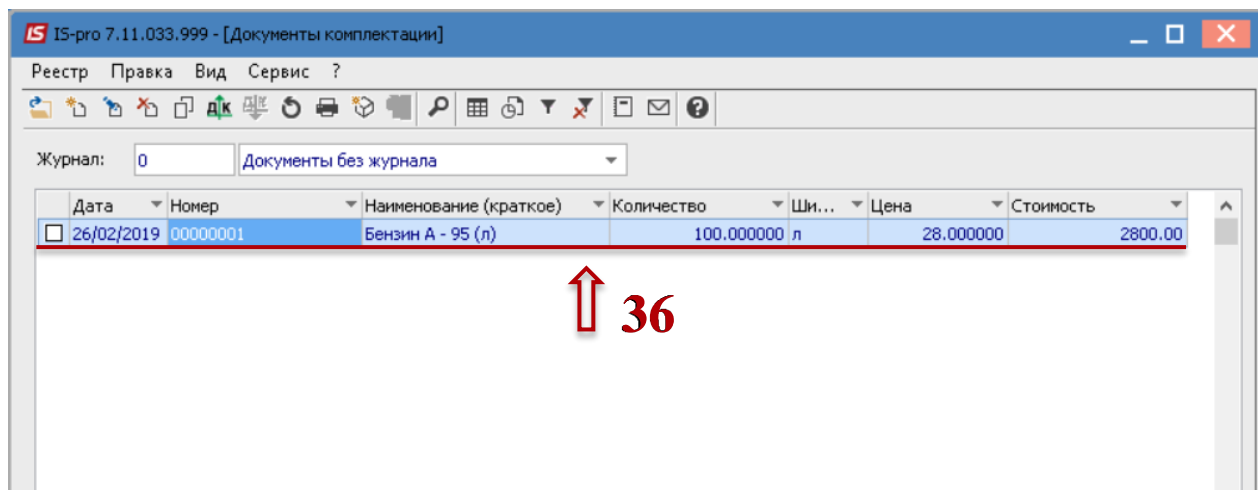 IS IS-pro 7.11.033.999 - [Документы комплектации]
Реестр Правка Вид Сервис ?
Журнал: 0 Документы без журнала
Дата Номер Наименование (краткое) Количество Ши... Цена Стоимость
26/02/2019 00000001 Бензин А - 95 (л) 100.000000 л 28.000000 2800.00
36